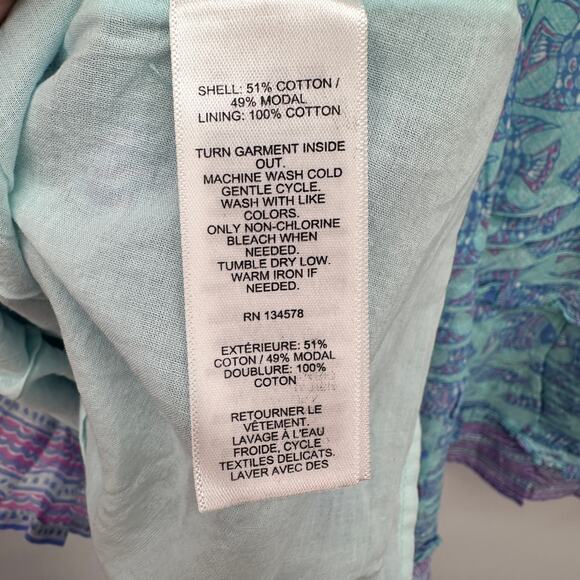 SHELL: 51% COTTON /
49% MODAL
LINING: 100% COTTON
TURN GARMENT INSIDE
OUT.
MACHINE WASH COLD
GENTLE CYCLE.
WASH WITH LIKE
COLORS.
ONLY NON-CHLORINE
BLEACH WHEN
NEEDED.
TUMBLE DRY LOW.
WARM IRON IF
NEEDED.
RN 134578
EXTÉRIEURE: 51%
COTON / 49% MODAL
DOUBLURE: 100%
COTON
RETOURNER LE
VÊTEMENT.
LAVAGE À L'EAU
FROIDE, CYCLE
TEXTILES DELICATS.
LAVER AVEC DES